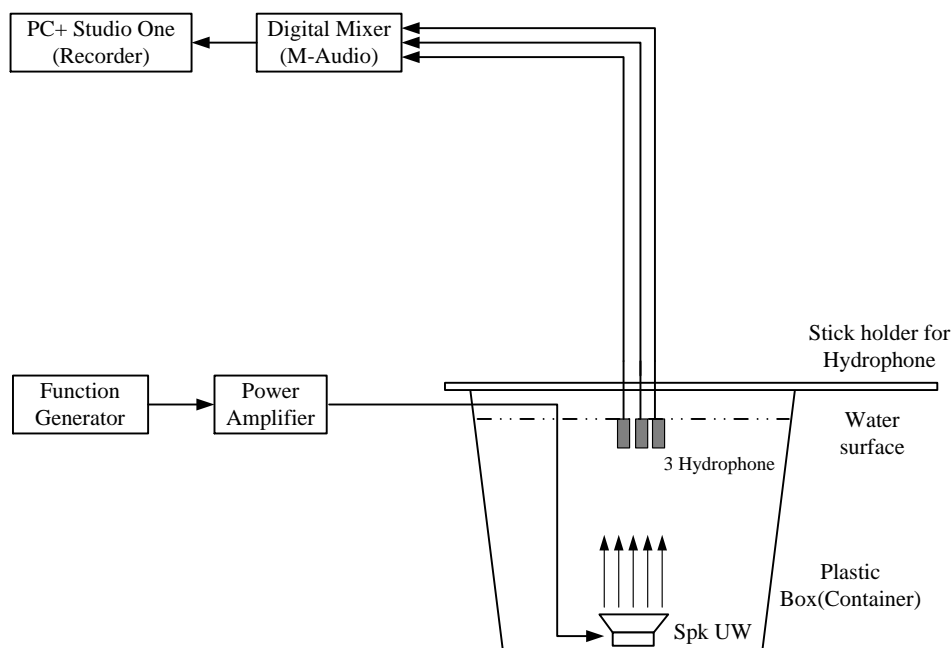 PC+ Studio One
(Recorder)
Digital Mixer
(M-Audio)
Stick holder for
Hydrophone
Function
Generator
Power
Amplifier
Water
surface
3 Hydrophone
Plastic
Box(Container)
Spk UW